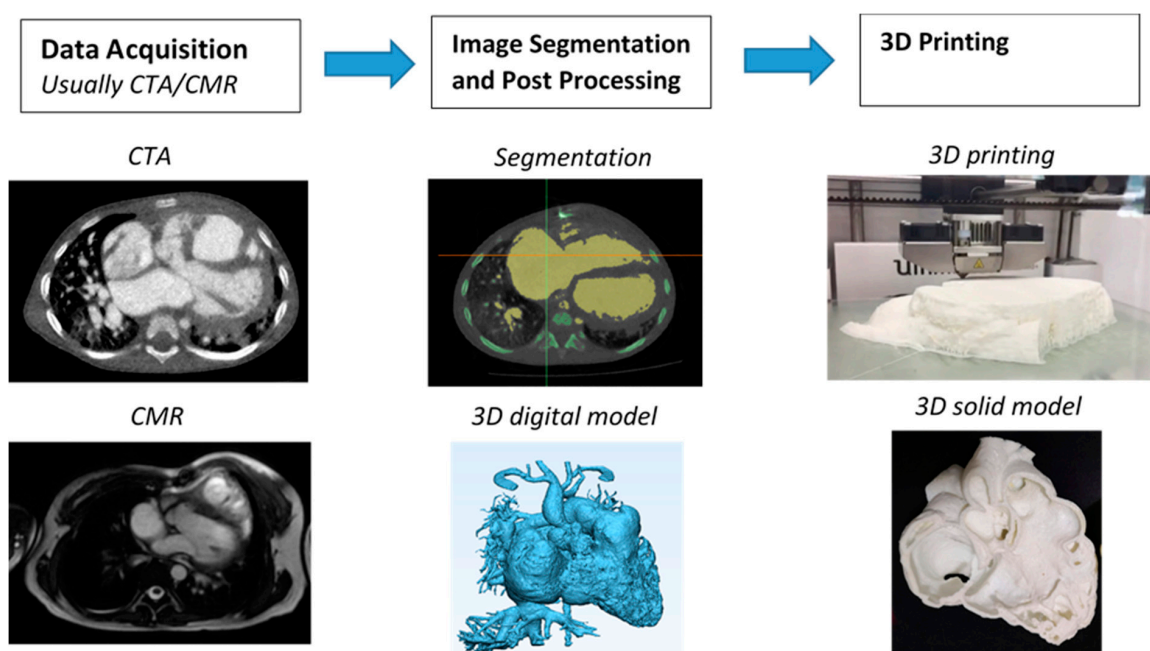 Data Acquisition
Usually CTA/CMR
Image Segmentation
and Post Processing
3D Printing
CTA
Segmentation
3D printing
CMR
3D digital model
3D solid model